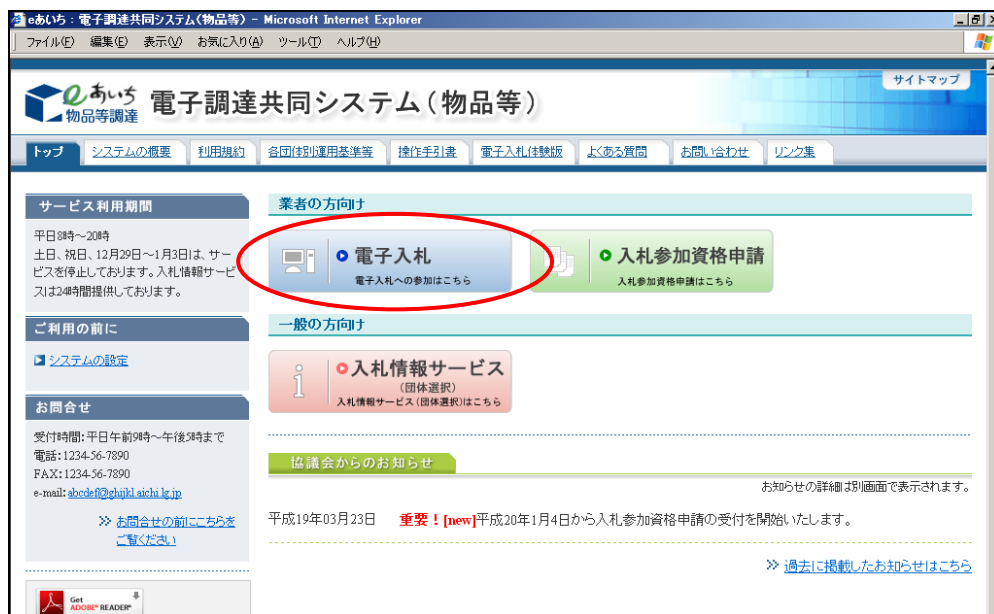 eあいち：電子調達共同システム(物品等) - Microsoft Internet Explorer
ファイル(F) 編集(E) 表示(V) お気に入り(A) ツール(T) ヘルプ(H)
サイトマップ
eあいち 物品等調達 電子調達共同システム（物品等）
トップ システムの概要 利用規約 各団体別運用基準等 操作手引書 電子入札体験版 よくある質問 お問い合わせ リンク集
サービス利用期間
平日8時～20時
土日、祝日、12月29日～1月3日は、サー
ビスを停止しております。入札情報サービ
スは24時間提供しております。
ご利用の前に
システムの設定
お問合せ
受付時間：平日午前9時～午後5時まで
電話：1234-56-7890
FAX：1234-56-7890
e-mail：abcdef@ghijkl.aichi.lg.jp
≫ お問合せの前にこちらを
ご覧ください
Get
ADOBE® READER®
業者の方向け
電子入札
電子入札への参加はこちら
入札参加資格申請
入札参加資格申請はこちら
一般の方向け
入札情報サービス
（団体選択）
入札情報サービス（団体選択）はこちら
協議会からのお知らせ
お知らせの詳細は別画面で表示されます。
平成19年03月23日 重要！[new]平成20年1月4日から入札参加資格申請の受付を開始いたします。
≫ 過去に掲載したお知らせはこちら